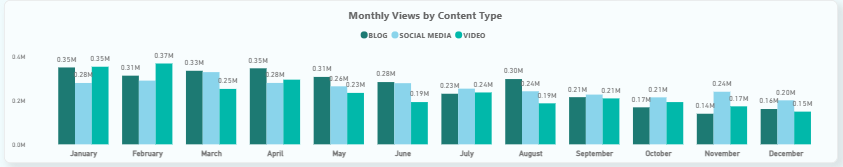 Monthly Views by Content Type
BLOG SOCIAL MEDIA VIDEO
0.4M
0.2M
0.0M
0.35M 0.28M 0.35M
0.31M 0.37M
0.33M 0.25M
0.35M 0.28M
0.31M 0.26M 0.23M
0.28M 0.19M
0.23M 0.24M
0.30M 0.24M 0.19M
0.21M 0.21M
0.17M 0.21M
0.14M 0.24M 0.17M
0.16M 0.20M 0.15M
January February March April May June July August September October November December